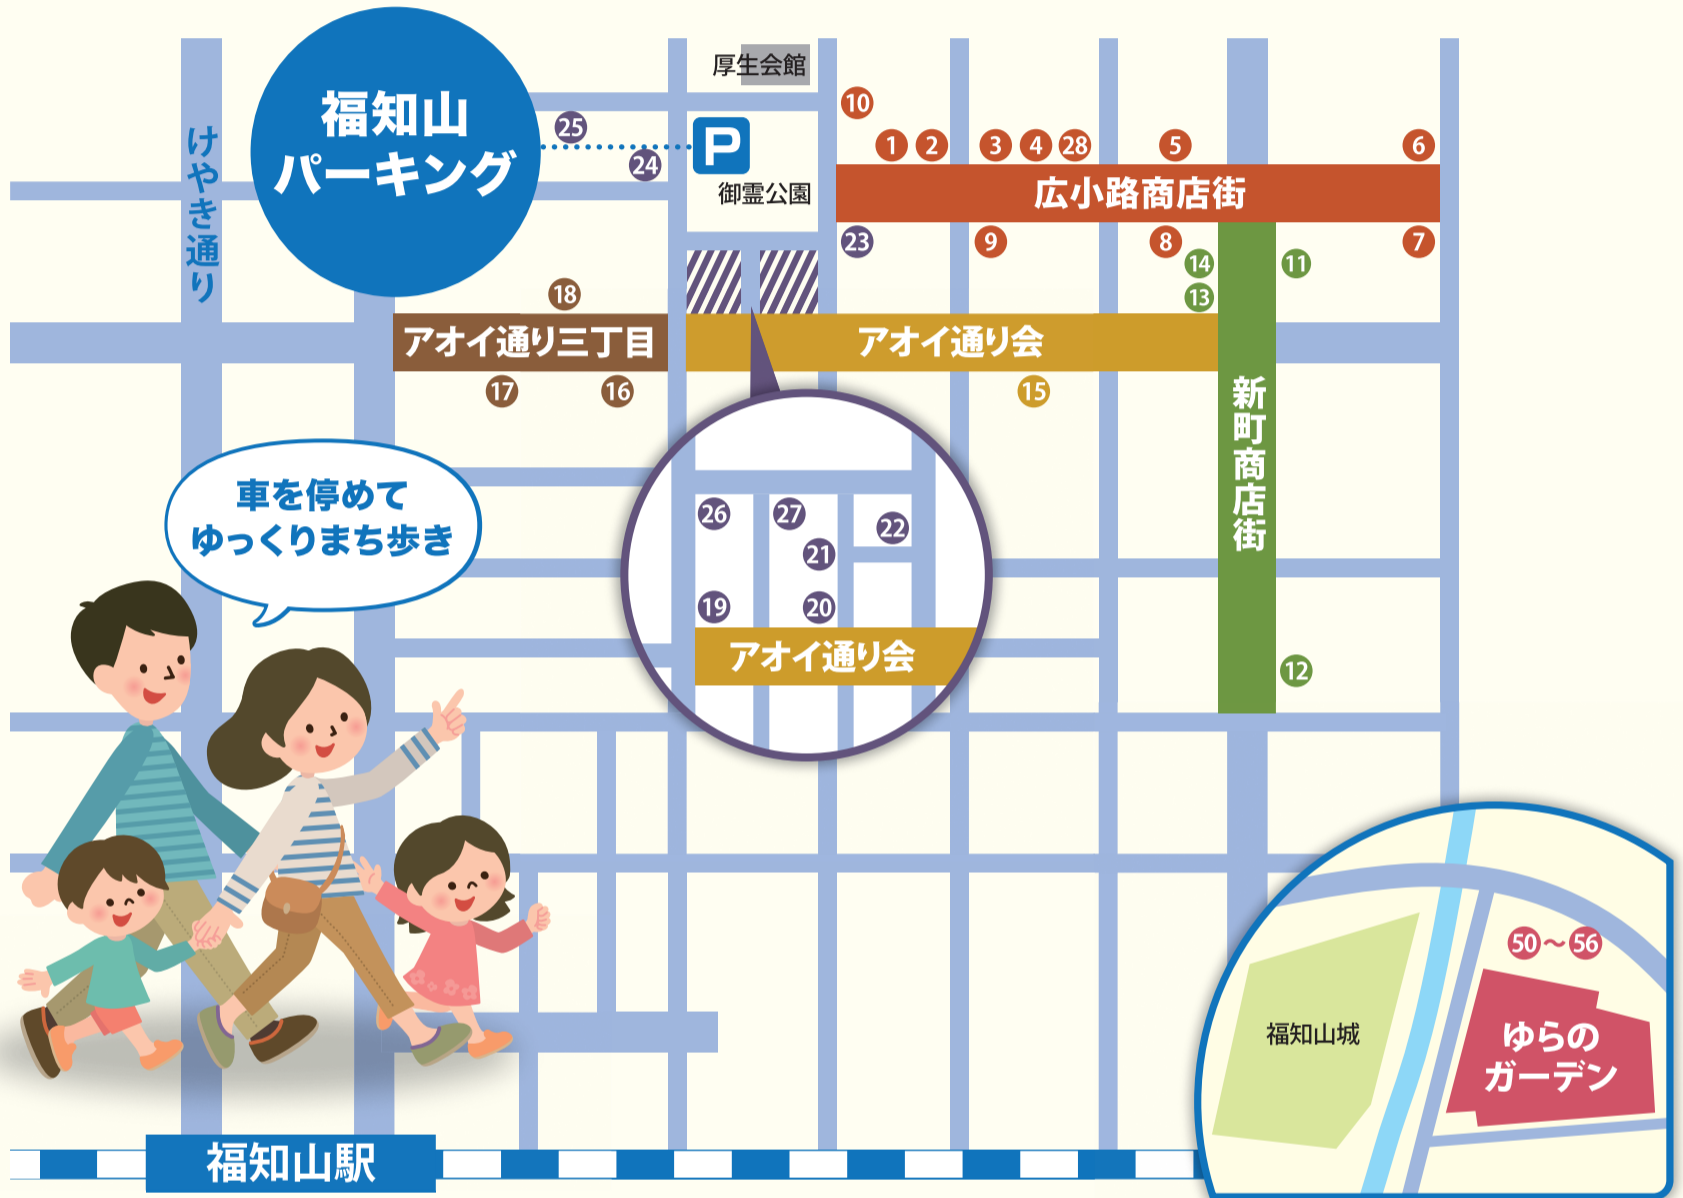 厚生会館
福知山
パーキング
けやき通り
P
御霊公園
25
24
10
1
2
3
4
28
5
6
広小路商店街
23
9
8
7
14
11
13
18
アオイ通り三丁目
アオイ通り会
17
16
15
新町商店街
車を停めて
ゆっくりまち歩き
26
27
22
21
19
20
アオイ通り会
12
50～56
福知山城
ゆらの
ガーデン
福知山駅